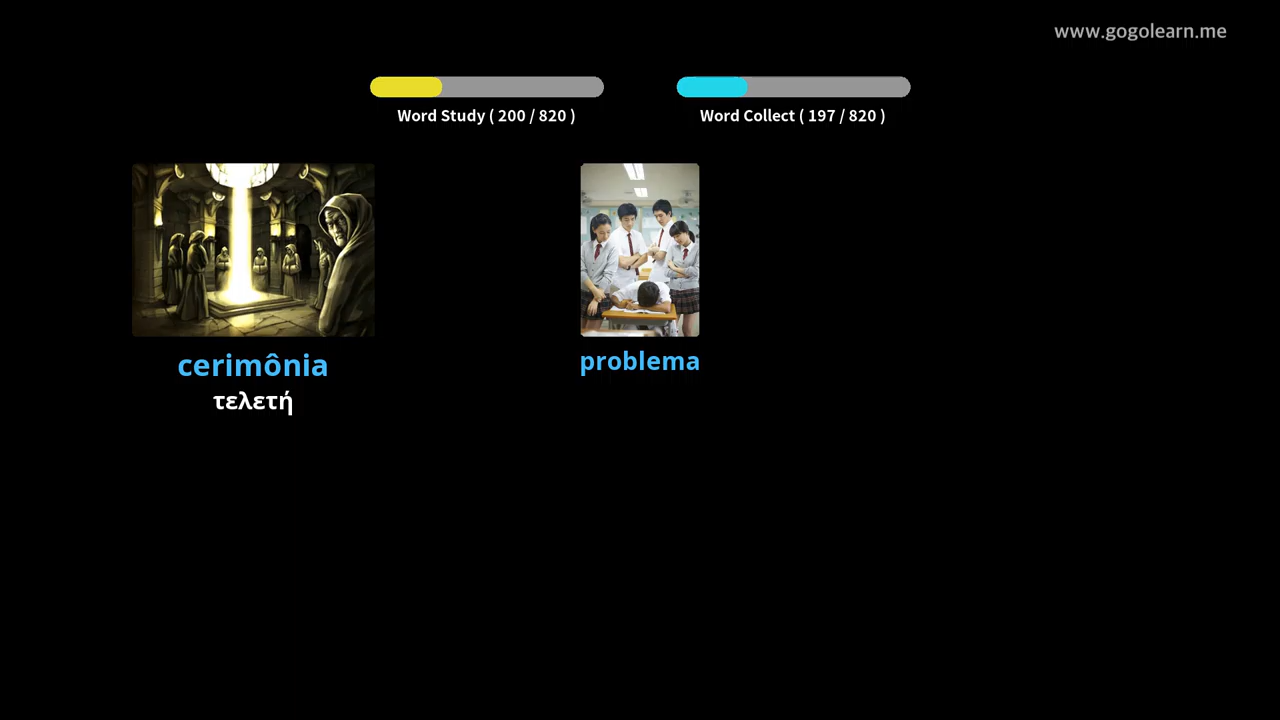 www.gogolearn.me
Word Study ( 200 / 820 )
Word Collect ( 197 / 820 )
cerimônia
τελετή
problema